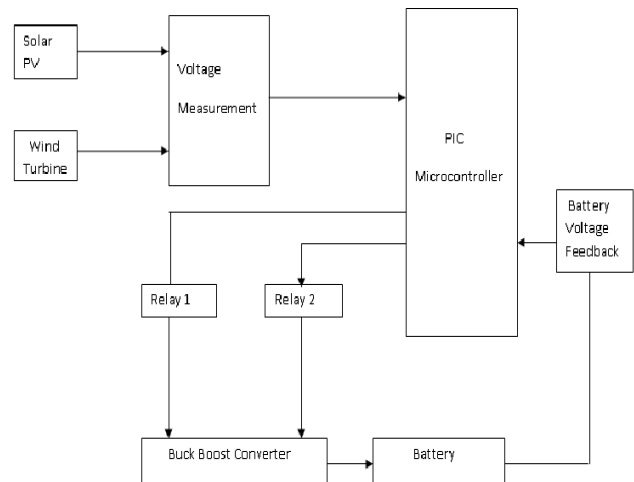 Solar
PV
Wind
Turbine
Voltage
Measurement
PIC
Microcontroller
Battery
Voltage
Feedback
Relay 1
Relay 2
Buck Boost Converter
Battery